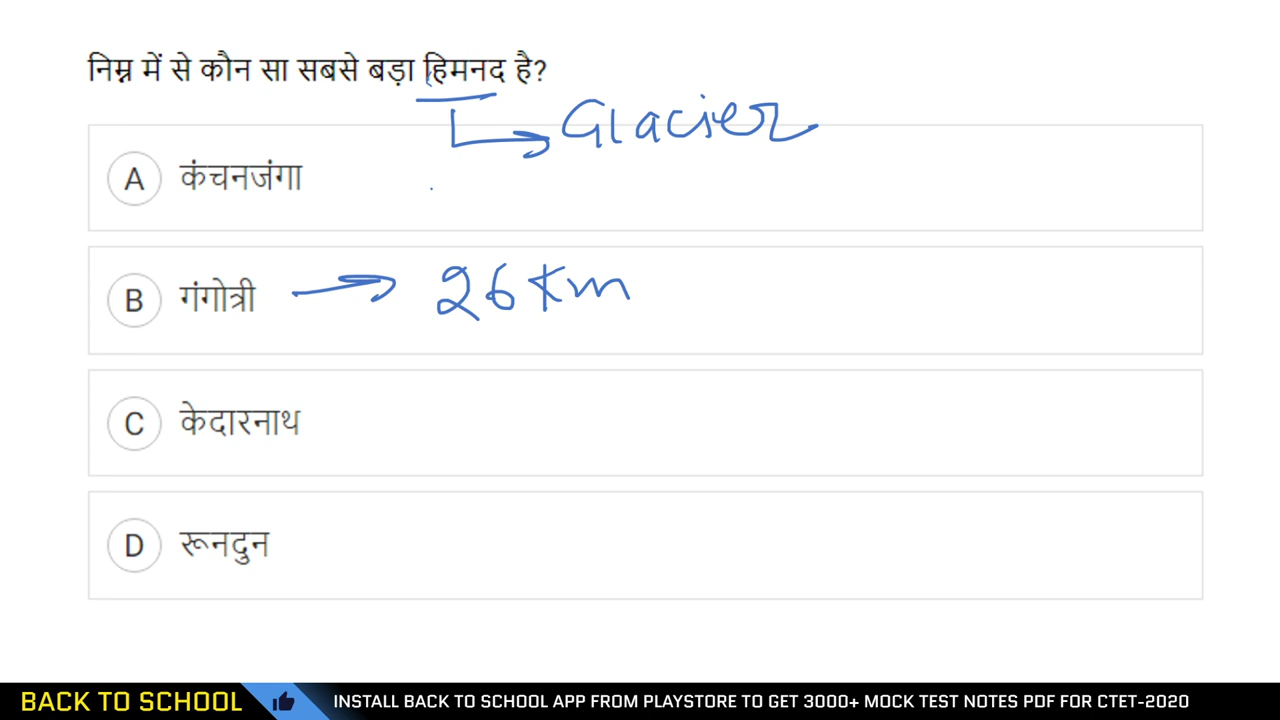 निम्न में से कौन सा सबसे बड़ा हिमनद है?
Glacier
A कंचनजंगा
B गंगोत्री → 26 Km
C केदारनाथ
D रूनदुन
BACK TO SCHOOL INSTALL BACK TO SCHOOL APP FROM PLAYSTORE TO GET 3000+ MOCK TEST NOTES PDF FOR CTET-2020